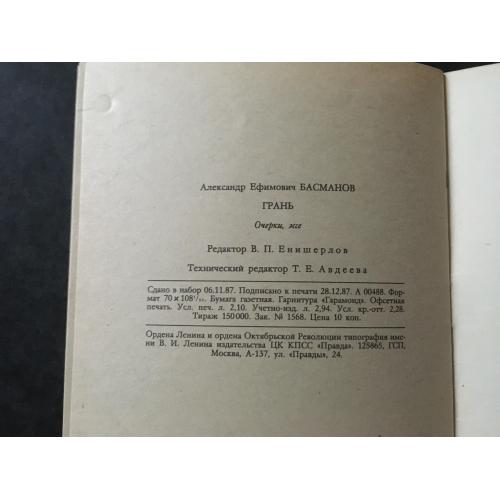 Александр Ефимович БАСМАНОВ
ГРАНЬ
Очерки, эссе
Редактор В. П. Енишерлов
Технический редактор Т. Е. Авдеева
Сдано в набор 06.11.87. Подписано к печати 28.12.87. А 00488. Фор-
мат 70 × 108¹/₃₂. Бумага газетная. Гарнитура «Гарамонд». Офсетная
печать. Усл. печ. л. 2,10. Учетно-изд. л. 2,94. Усл. кр.-отт. 2,28.
Тираж 150 000. Зак. № 1568. Цена 10 коп.
Ордена Ленина и ордена Октябрьской Революции типография име-
ни В. И. Ленина издательства ЦК КПСС «Правда». 125865, ГСП,
Москва, А-137, ул. «Правды», 24.